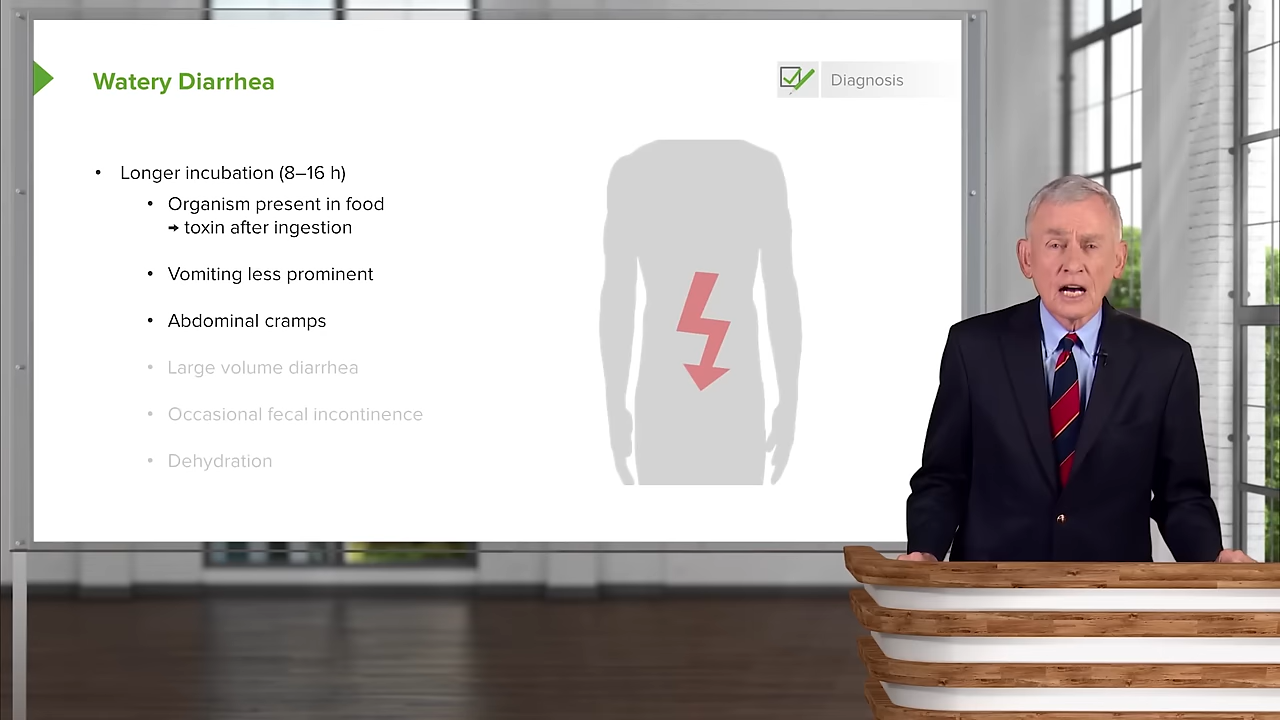 Watery Diarrhea
Diagnosis
• Longer incubation (8–16 h)
• Organism present in food
→ toxin after ingestion
• Vomiting less prominent
• Abdominal cramps
• Large volume diarrhea
• Occasional fecal incontinence
• Dehydration